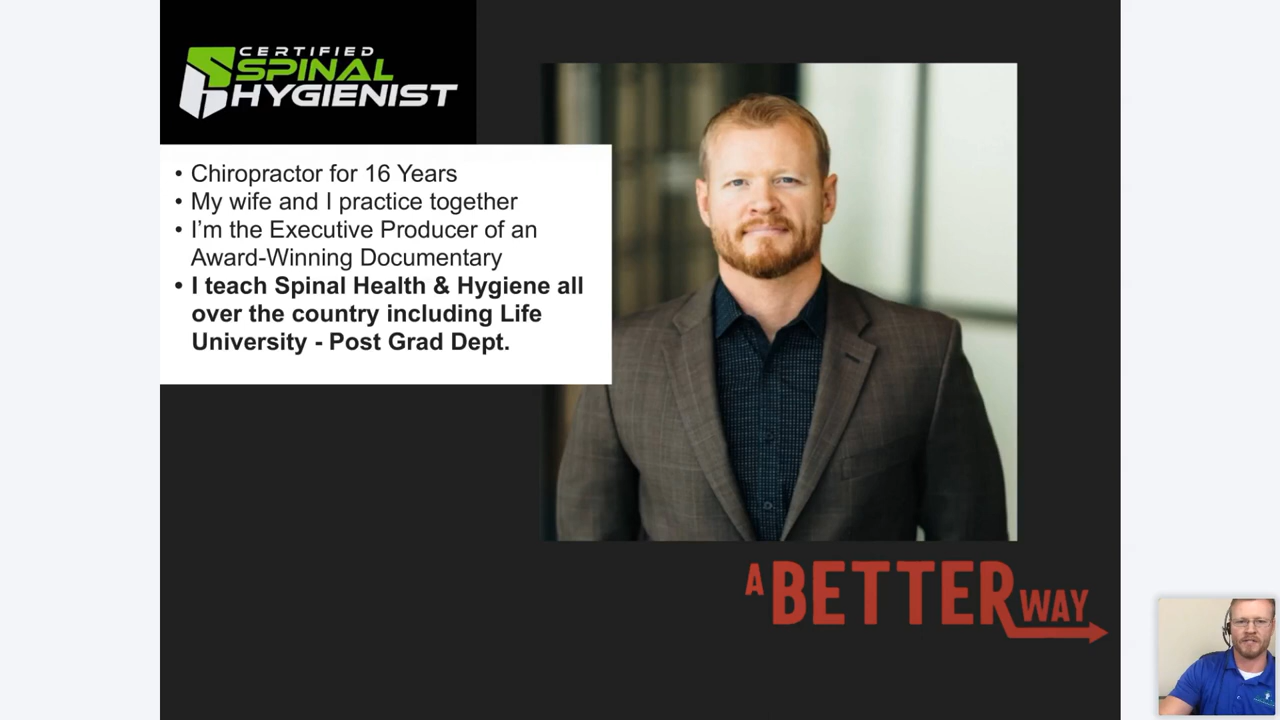 CERTIFIED
SPINAL
HYGIENIST
• Chiropractor for 16 Years
• My wife and I practice together
• I’m the Executive Producer of an
Award-Winning Documentary
• I teach Spinal Health & Hygiene all
over the country including Life
University - Post Grad Dept.
A BETTER WAY